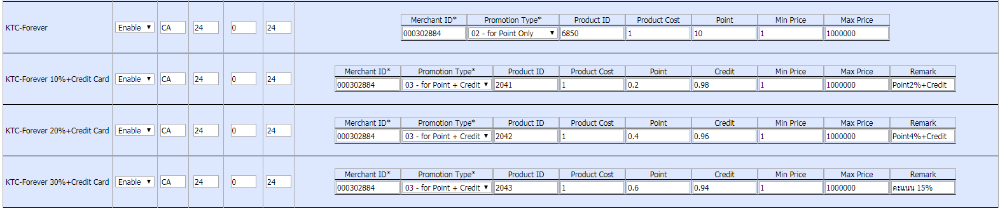 Merchant ID* Promotion Type* Product ID Product Cost Point Min Price Max Price
KTC-Forever Enable CA 24 0 24 000302884 02 - for Point Only 6850 1 10 1 1000000
Merchant ID* Promotion Type* Product ID Product Cost Point Credit Min Price Max Price Remark
KTC-Forever 10%+Credit Card Enable CA 24 0 24 000302884 03 - for Point + Credit 2041 1 0.2 0.98 1 1000000 Point2%+Credit
Merchant ID* Promotion Type* Product ID Product Cost Point Credit Min Price Max Price Remark
KTC-Forever 20%+Credit Card Enable CA 24 0 24 000302884 03 - for Point + Credit 2042 1 0.4 0.96 1 1000000 Point4%+Credit
Merchant ID* Promotion Type* Product ID Product Cost Point Credit Min Price Max Price Remark
KTC-Forever 30%+Credit Card Enable CA 24 0 24 000302884 03 - for Point + Credit 2043 1 0.6 0.94 1 1000000 คะแนน 15%